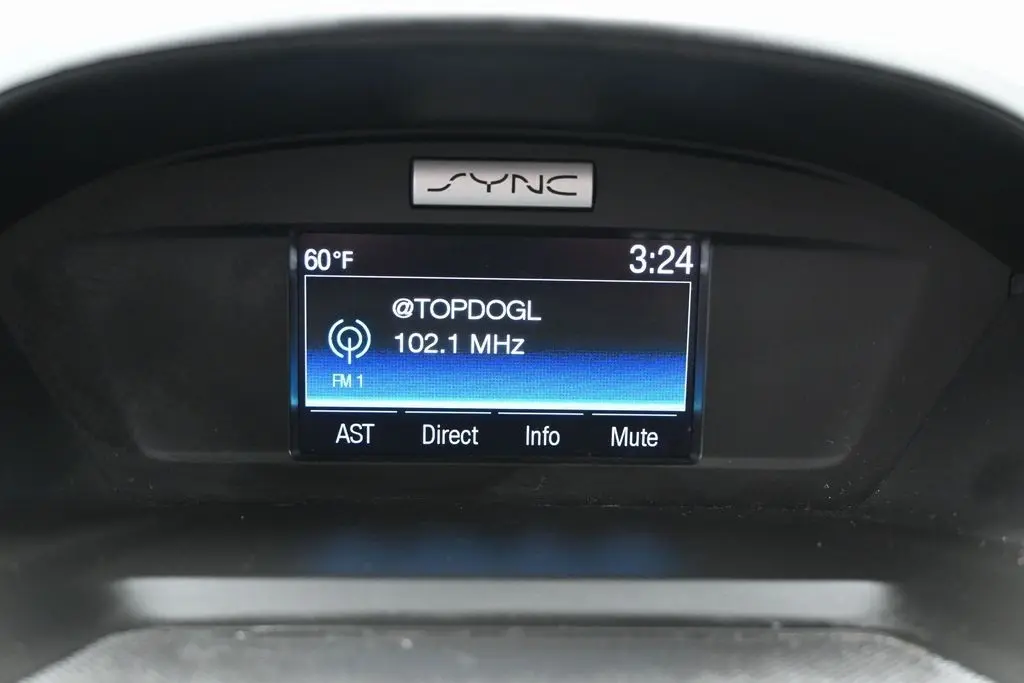 SYNC
60°F 3:24
@TOPDOGL
102.1 MHz
FM 1
AST Direct Info Mute